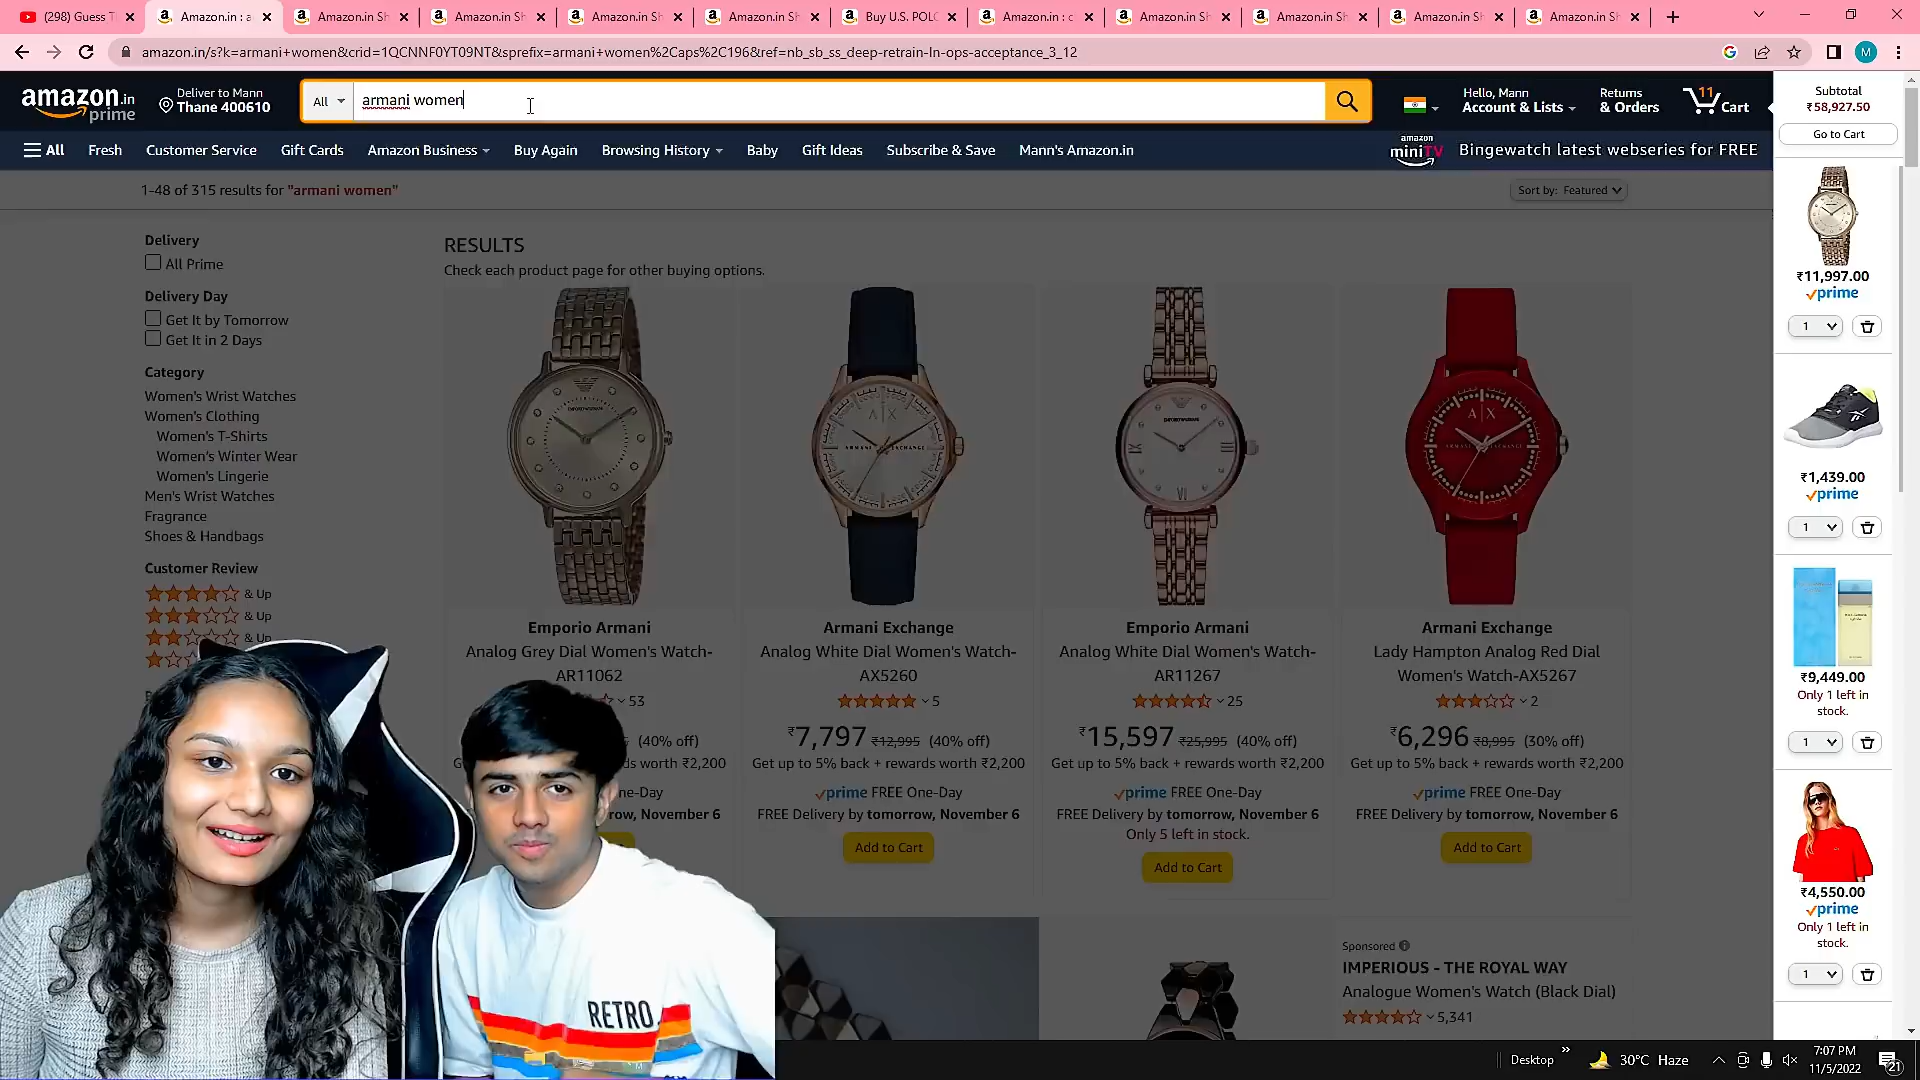 (298) Guess T
Amazon.in : a
Amazon.in Sh
Amazon.in Sh
Amazon.in Sh
Amazon.in Sh
Buy U.S. POLO
Amazon.in : c
Amazon.in Sh
Amazon.in Sh
Amazon.in Sh
Amazon.in Sh
amazon.in/s?k=armani+women&crid=1QCNNF0YT09NT&sprefix=armani+women%2Caps%2C196&ref=nb_sb_ss_deep-retrain-ln-ops-acceptance_3_12
M
amazon.in
prime
Deliver to Mann
Thane 400610
All
armani women
Hello, Mann
Account & Lists
Returns
& Orders
11
Cart
All
Fresh
Customer Service
Gift Cards
Amazon Business
Buy Again
Browsing History
Baby
Gift Ideas
Subscribe & Save
Mann's Amazon.in
amazon
miniTV
Bingewatch latest webseries for FREE
1-48 of 315 results for "armani women"
Sort by: Featured
Delivery
All Prime
Delivery Day
Get It by Tomorrow
Get It in 2 Days
Category
Women's Wrist Watches
Women's Clothing
Women's T-Shirts
Women's Winter Wear
Women's Lingerie
Men's Wrist Watches
Fragrance
Shoes & Handbags
Customer Review
& Up
& Up
& Up
RESULTS
Check each product page for other buying options.
EMPORIO ARMANI
Emporio Armani
Analog Grey Dial Women's Watch-
AR11062
53
(40% off)
rewards worth ₹2,200
ne-Day
row, November 6
A|X
ARMANI EXCHANGE
Armani Exchange
Analog White Dial Women's Watch-
AX5260
5
₹7,797 ₹12,995 (40% off)
Get up to 5% back + rewards worth ₹2,200
prime FREE One-Day
FREE Delivery by tomorrow, November 6
Add to Cart
EMPORIO ARMANI
Emporio Armani
Analog White Dial Women's Watch-
AR11267
25
₹15,597 ₹25,995 (40% off)
Get up to 5% back + rewards worth ₹2,200
prime FREE One-Day
FREE Delivery by tomorrow, November 6
Only 5 left in stock.
Add to Cart
A|X
ARMANI EXCHANGE
Armani Exchange
Lady Hampton Analog Red Dial
Women's Watch-AX5267
2
₹6,296 ₹8,995 (30% off)
Get up to 5% back + rewards worth ₹2,200
prime FREE One-Day
FREE Delivery by tomorrow, November 6
Add to Cart
Sponsored
IMPERIOUS - THE ROYAL WAY
Analogue Women's Watch (Black Dial)
5,341
Subtotal
₹58,927.50
Go to Cart
₹11,997.00
prime
1
₹1,439.00
prime
1
₹9,449.00
Only 1 left in
stock.
1
₹4,550.00
prime
Only 1 left in
stock.
1
RETRO
Desktop
30°C Haze
7:07 PM
11/5/2022
21